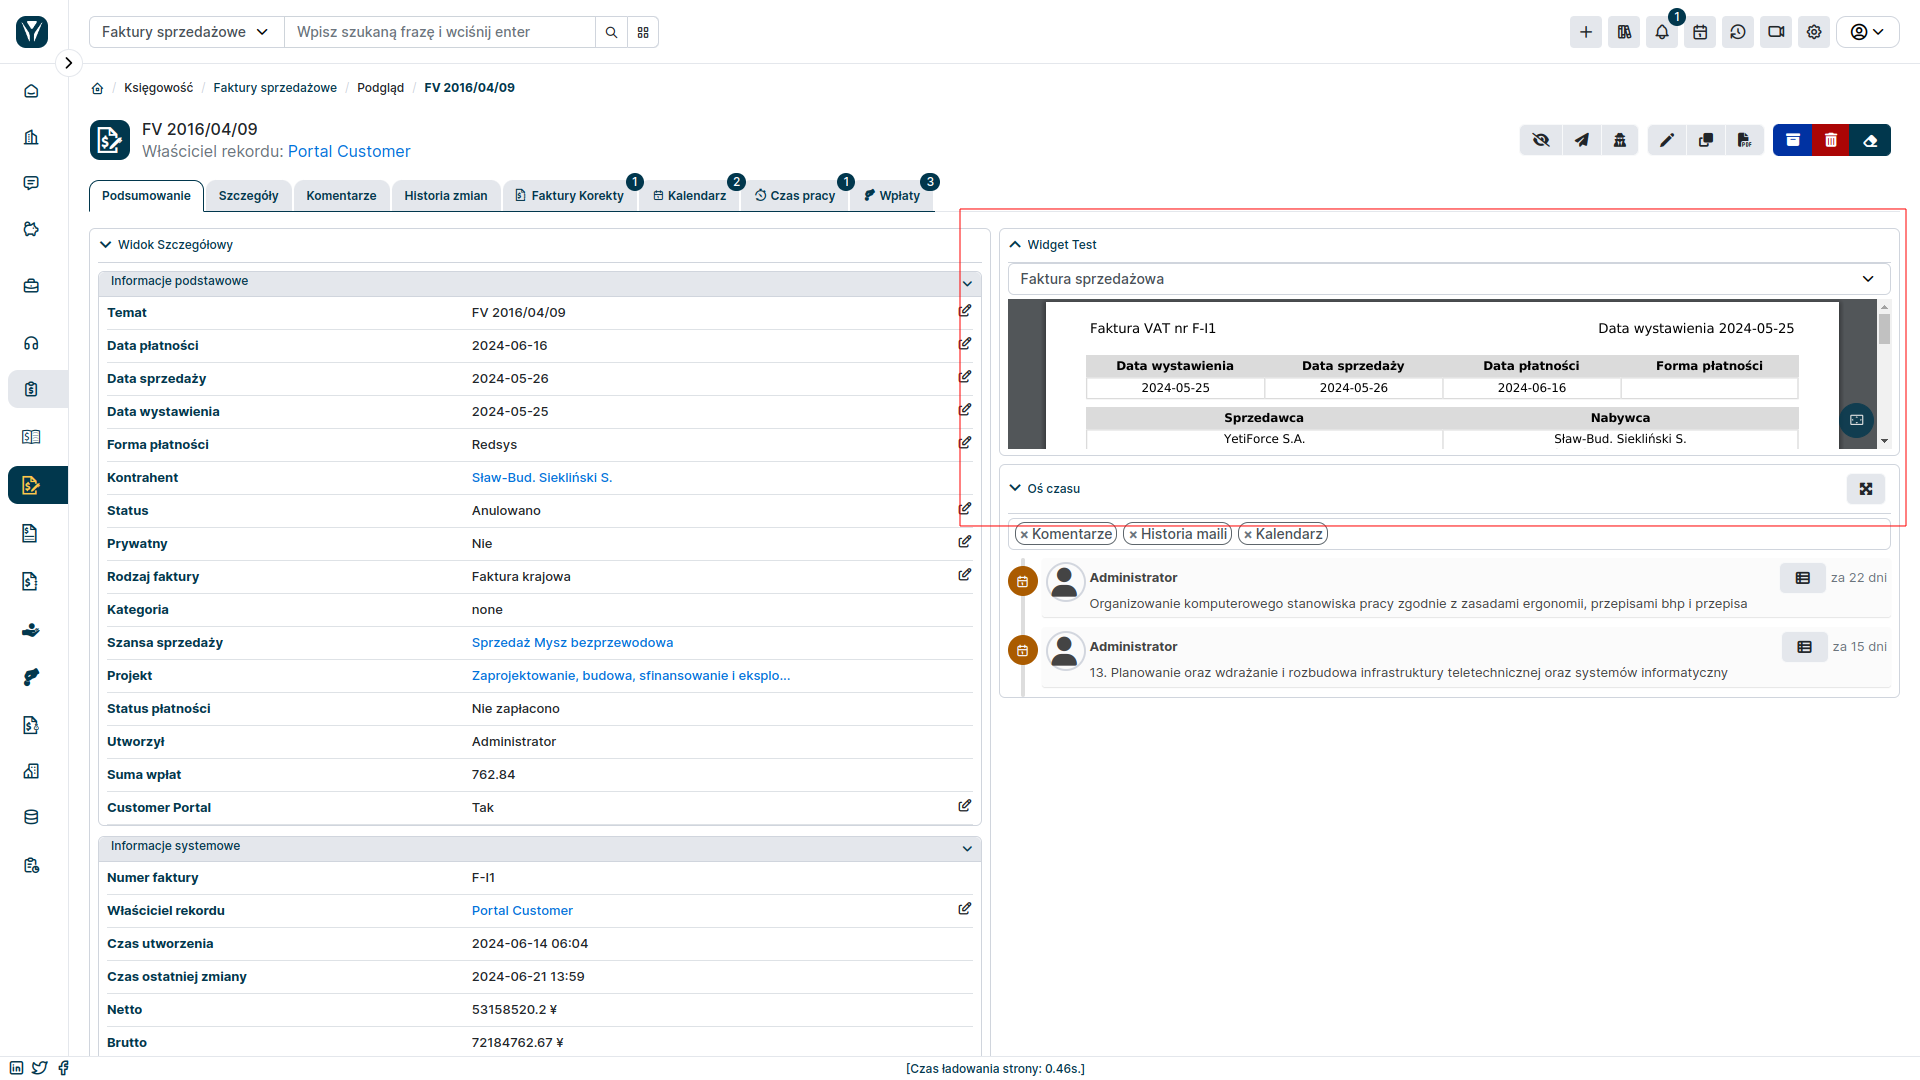 Faktury sprzedażowe
Wpisz szukaną frazę i wciśnij enter
1
/ Księgowość / Faktury sprzedażowe / Podgląd / FV 2016/04/09
FV 2016/04/09
Właściciel rekordu: Portal Customer
PDF
Podsumowanie
Szczegóły
Komentarze
Historia zmian
Faktury Korekty 1
Kalendarz 2
Czas pracy 1
Wpłaty 3
Widok Szczegółowy
Informacje podstawowe
Temat FV 2016/04/09
Data płatności 2024-06-16
Data sprzedaży 2024-05-26
Data wystawienia 2024-05-25
Forma płatności Redsys
Kontrahent Sław-Bud. Siekliński S.
Status Anulowano
Prywatny Nie
Rodzaj faktury Faktura krajowa
Kategoria none
Szansa sprzedaży Sprzedaż Mysz bezprzewodowa
Projekt Zaprojektowanie, budowa, sfinansowanie i eksplo...
Status płatności Nie zapłacono
Utworzył Administrator
Suma wpłat 762.84
Customer Portal Tak
Informacje systemowe
Numer faktury F-I1
Właściciel rekordu Portal Customer
Czas utworzenia 2024-06-14 06:04
Czas ostatniej zmiany 2024-06-21 13:59
Netto 53158520.2 ¥
Brutto 72184762.67 ¥
Widget Test
Faktura sprzedażowa
Faktura VAT nr F-I1 Data wystawienia 2024-05-25
Data wystawienia Data sprzedaży Data płatności Forma płatności
2024-05-25 2024-05-26 2024-06-16
Sprzedawca Nabywca
YetiForce S.A. Sław-Bud. Siekliński S.
Oś czasu
× Komentarze × Historia maili × Kalendarz
Administrator za 22 dni
Organizowanie komputerowego stanowiska pracy zgodnie z zasadami ergonomii, przepisami bhp i przepisa
Administrator za 15 dni
13. Planowanie oraz wdrażanie i rozbudowa infrastruktury teletechnicznej oraz systemów informatyczny
[Czas ładowania strony: 0.46s.]